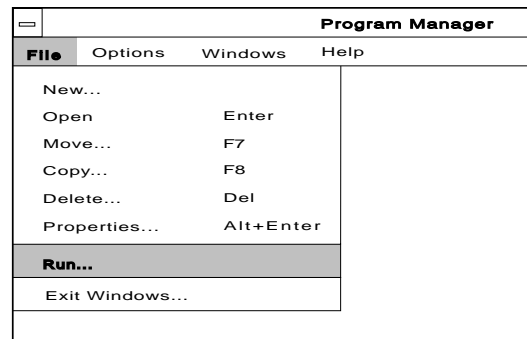 Program Manager
File Options Windows Help
New...
Open Enter
Move... F7
Copy... F8
Delete... Del
Properties... Alt+Enter
Run...
Exit Windows...